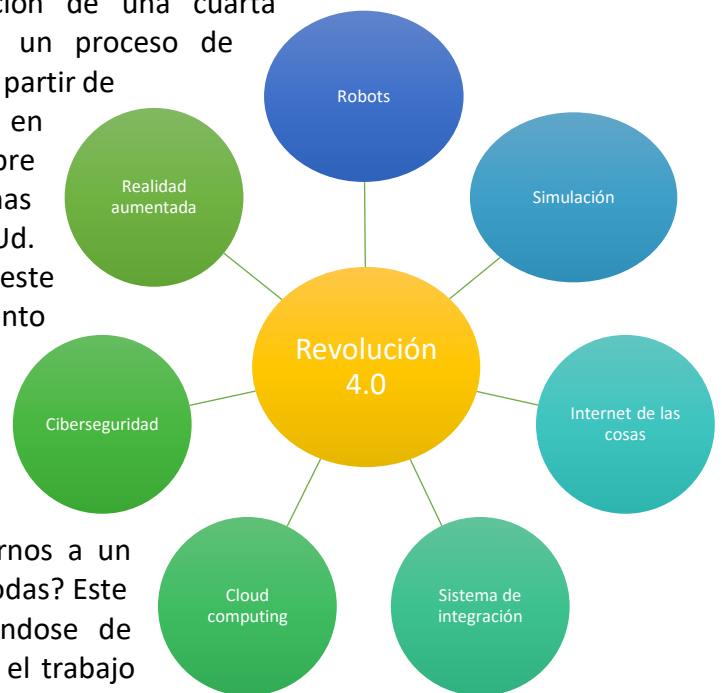 ción de una cuarta
un proceso de
partir de
en
bre
nas
Ud.
este
nto
rnos a un
odas? Este
ndose de
el trabajo
Robots
Simulación
Internet de las
cosas
Sistema de
integración
Cloud
computing
Ciberseguridad
Realidad
aumentada
Revolución
4.0